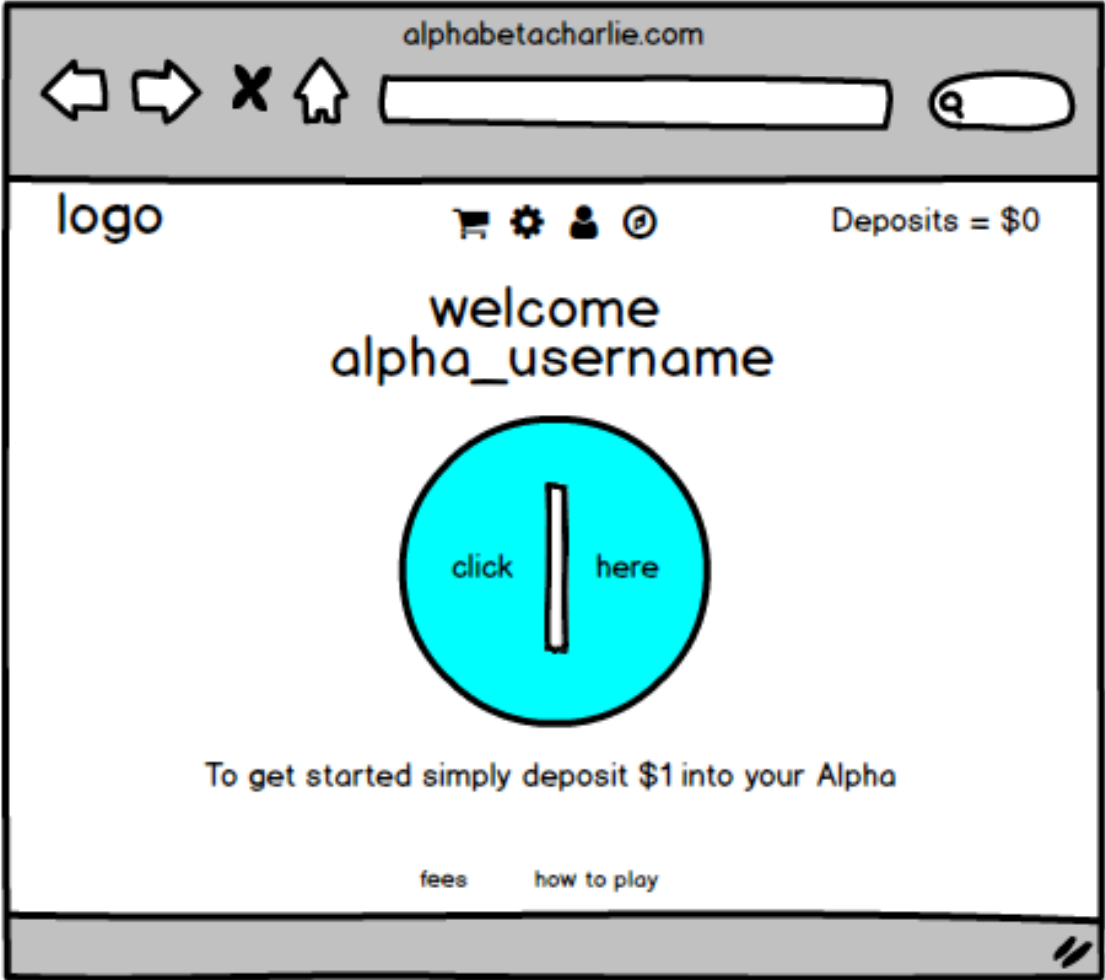 alphabetacharlie.com
logo
Deposits = $0
welcome
alpha_username
click here
To get started simply deposit $1 into your Alpha
fees how to play